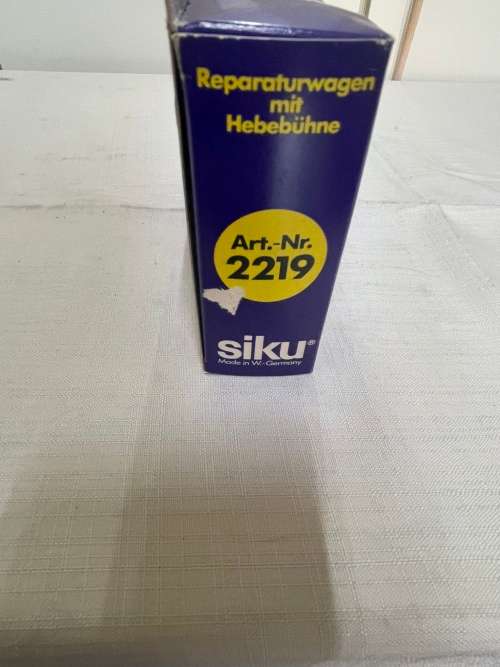 Reparaturwagen
mit
Hebebühne
Art.-Nr.
2219
siku®
Made in W.-Germany